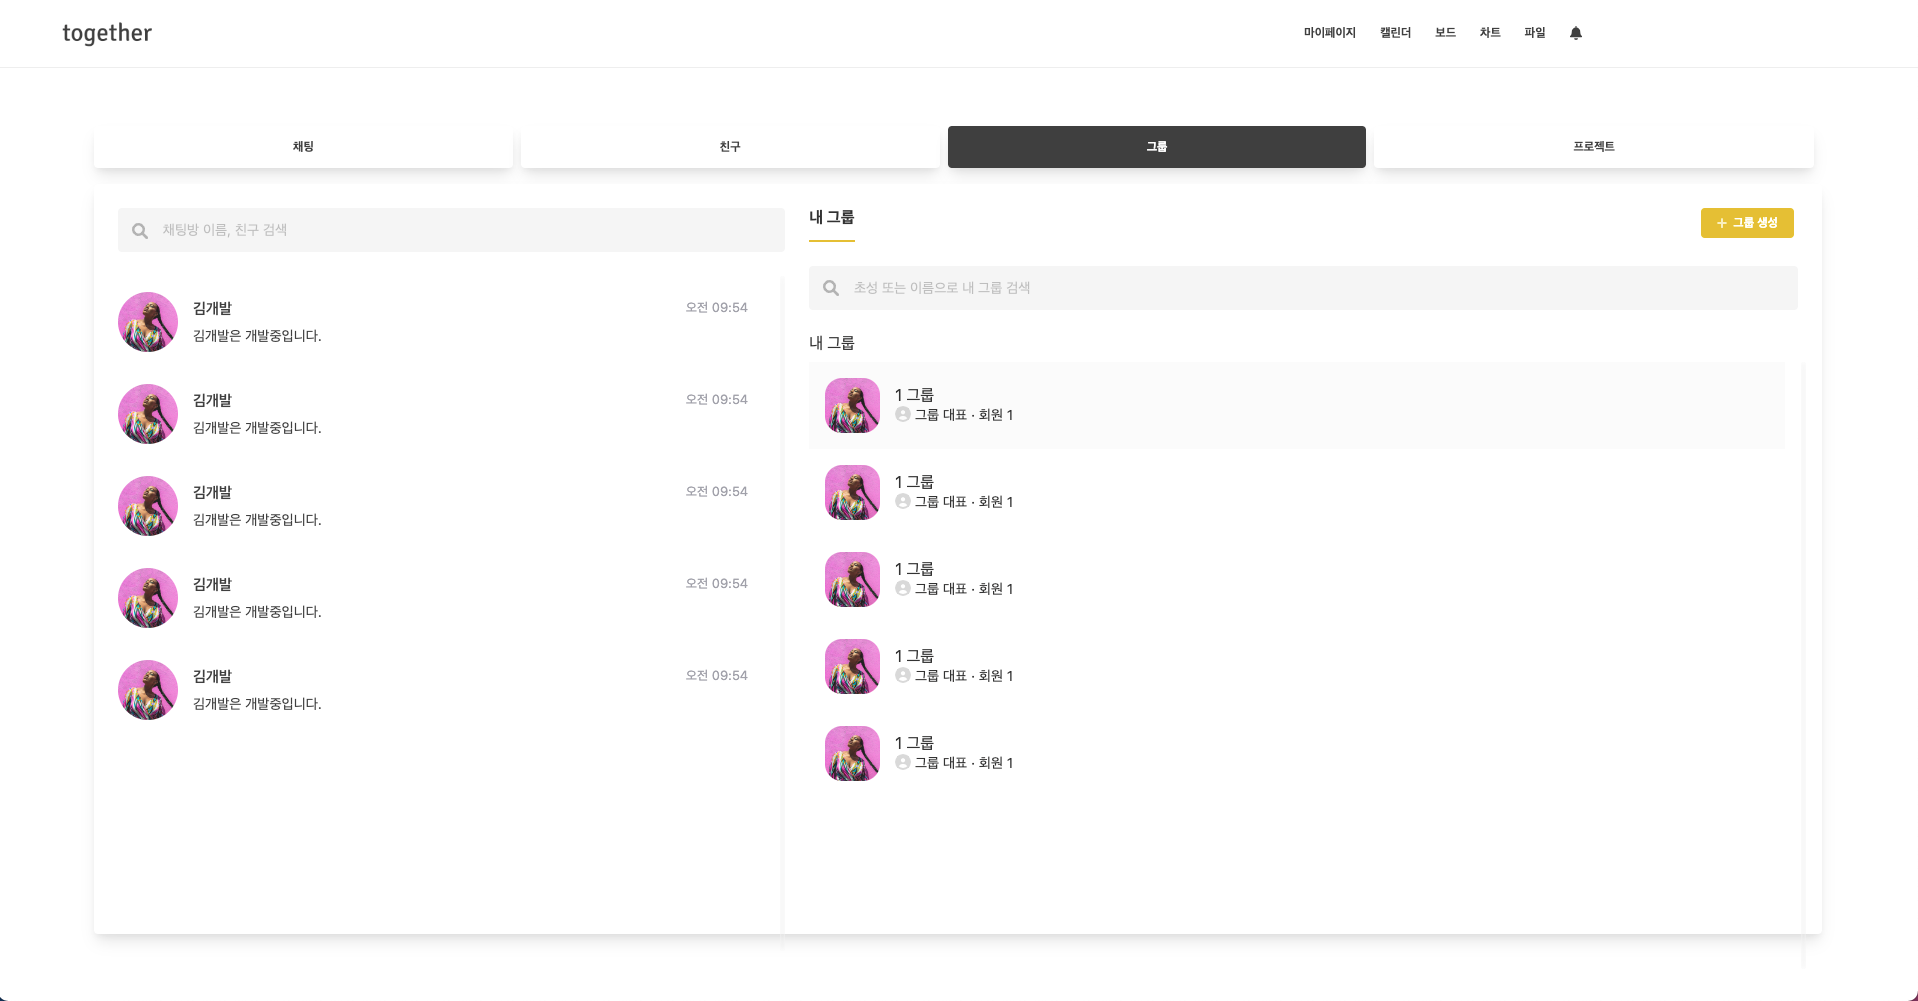 together
마이페이지 캘린더 보드 차트 파일
채팅 친구 그룹 프로젝트
채팅방 이름, 친구 검색
김개발 오전 09:54
김개발은 개발중입니다.
김개발 오전 09:54
김개발은 개발중입니다.
김개발 오전 09:54
김개발은 개발중입니다.
김개발 오전 09:54
김개발은 개발중입니다.
김개발 오전 09:54
김개발은 개발중입니다.
내 그룹
+ 그룹 생성
초성 또는 이름으로 내 그룹 검색
내 그룹
1 그룹
그룹 대표 · 회원 1
1 그룹
그룹 대표 · 회원 1
1 그룹
그룹 대표 · 회원 1
1 그룹
그룹 대표 · 회원 1
1 그룹
그룹 대표 · 회원 1